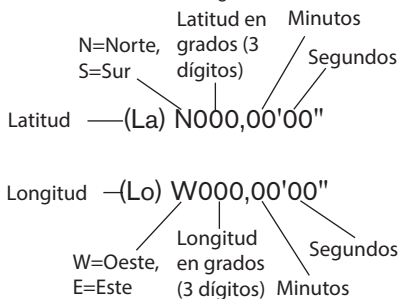 Latitud en
grados (3
dígitos)
Minutos
N=Norte,
S=Sur
Segundos
Latitud
(La) N000,00'00"
Longitud
(Lo) W000,00'00"
W=Oeste,
E=Este
Longitud
en grados
(3 dígitos)
Minutos
Segundos